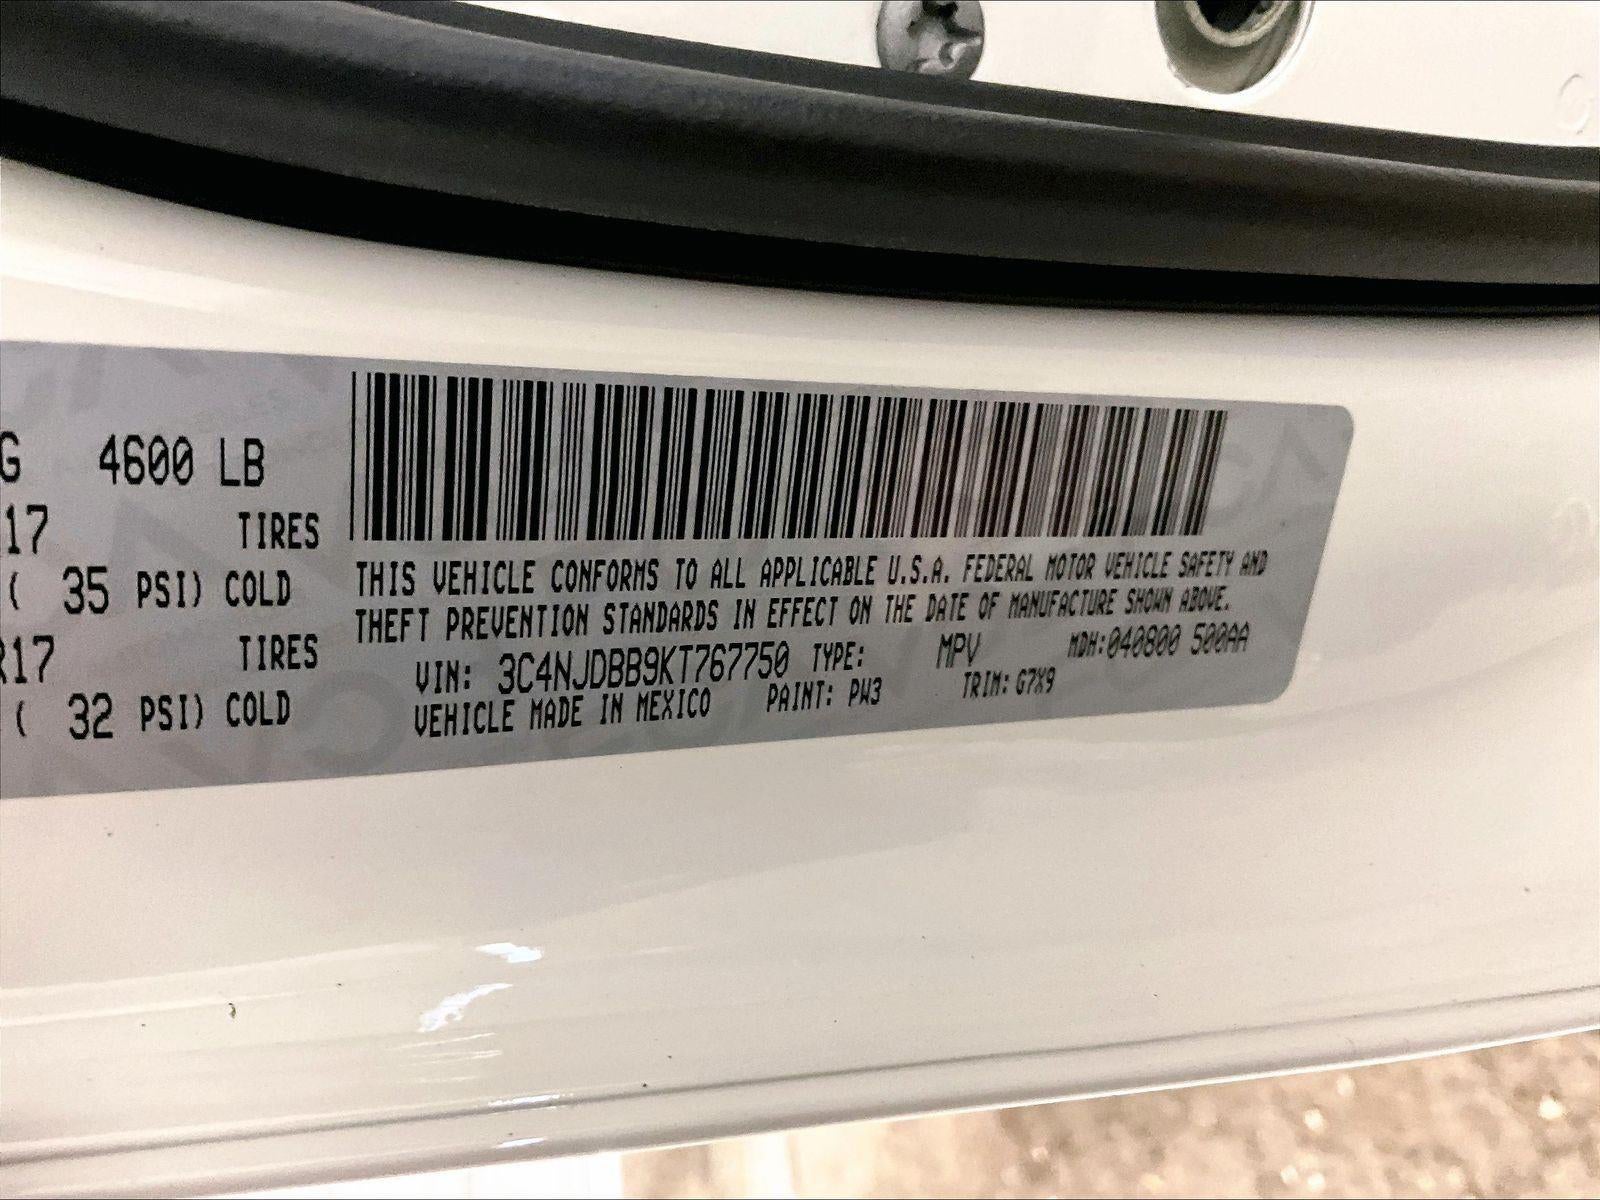 G 4600 LB
17 TIRES
( 35 PSI) COLD
R17 TIRES
( 32 PSI) COLD
THIS VEHICLE CONFORMS TO ALL APPLICABLE U.S.A. FEDERAL MOTOR VEHICLE SAFETY AND
THEFT PREVENTION STANDARDS IN EFFECT ON THE DATE OF MANUFACTURE SHOWN ABOVE.
VIN: 3C4NJDBB9KT767750 TYPE: MPV MDH:040800 500AA
VEHICLE MADE IN MEXICO PAINT: PW3 TRIM: G7X9